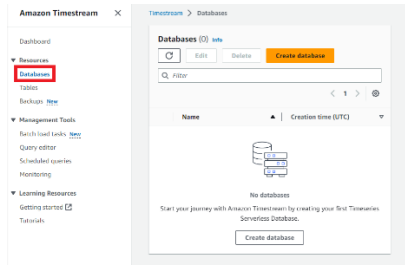 Amazon Timestream
Timestream > Databases
Dashboard
Resources
Databases
Tables
Backups New
Management Tools
Batch load tasks New
Query editor
Scheduled queries
Monitoring
Learning Resources
Getting started
Tutorials
Databases (0) Info
Edit Delete Create database
Filter
1
Name Creation time (UTC)
No databases
Start your journey with Amazon Timestream by creating your first Timeseries
Serverless Database.
Create database